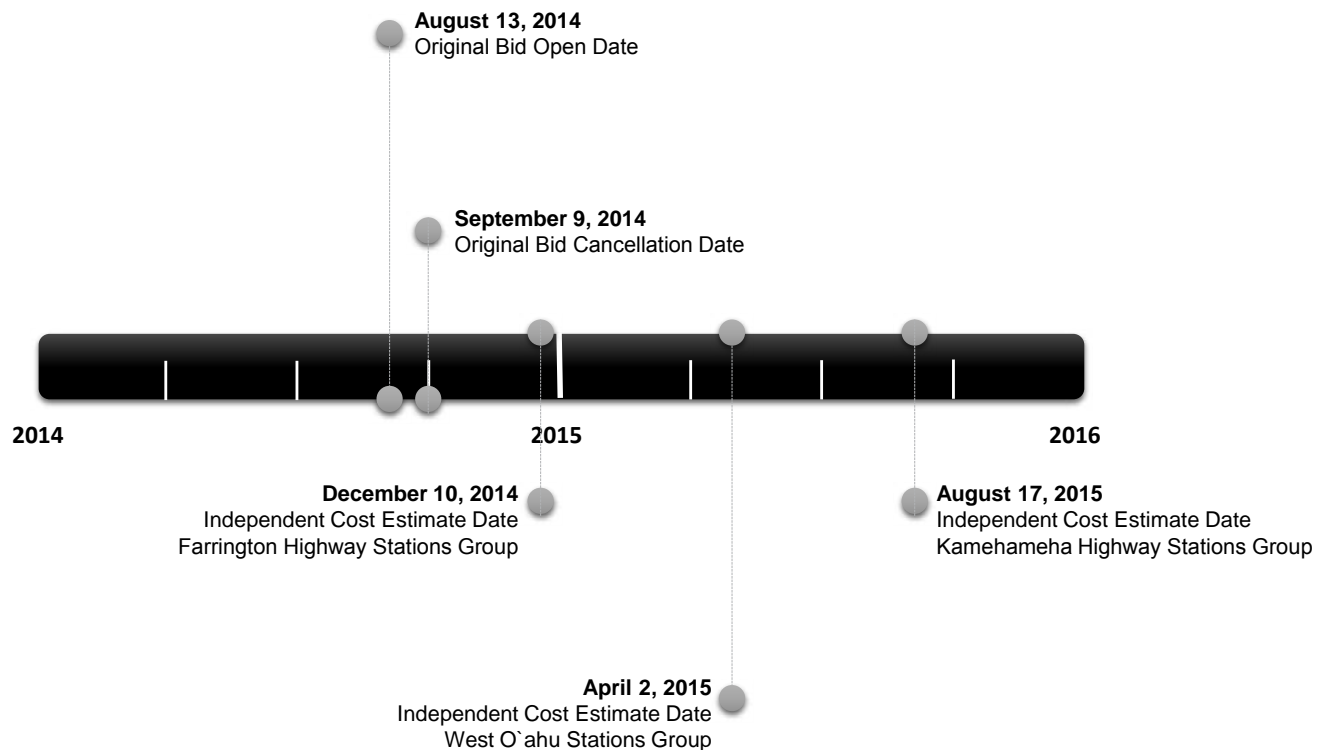 August 13, 2014
Original Bid Open Date
September 9, 2014
Original Bid Cancellation Date
2014
2015
2016
December 10, 2014
Independent Cost Estimate Date
Farrington Highway Stations Group
August 17, 2015
Independent Cost Estimate Date
Kamehameha Highway Stations Group
April 2, 2015
Independent Cost Estimate Date
West O`ahu Stations Group